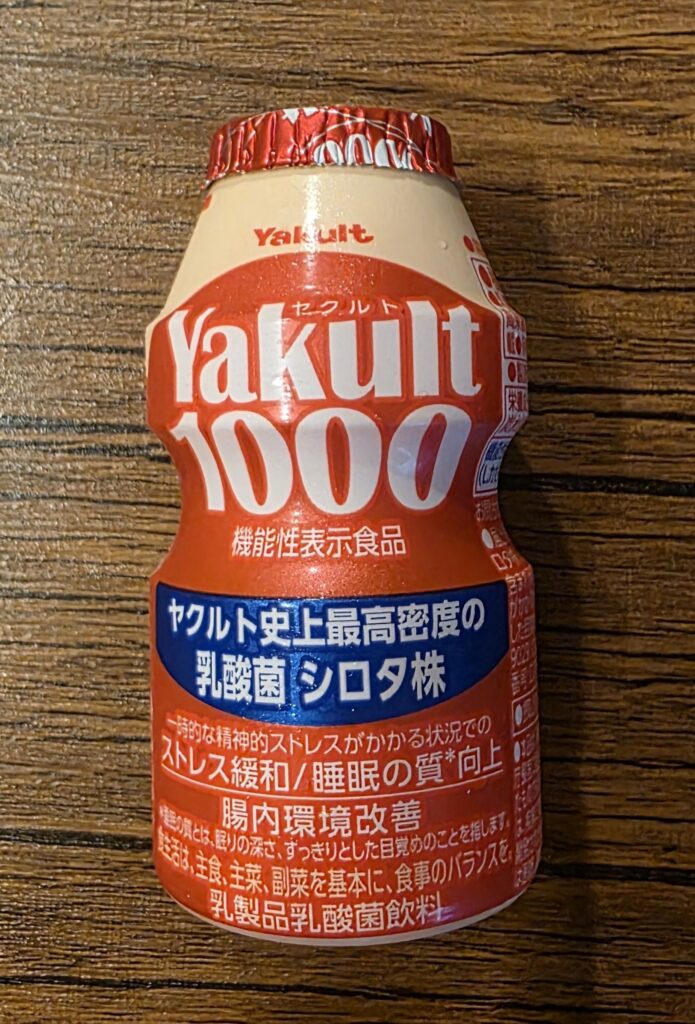 Yakult
ヤクルト
Yakult
1000
機能性表示食品
ヤクルト史上最高密度の
乳酸菌 シロタ株
一時的な精神的ストレスがかかる状況での
ストレス緩和/睡眠の質*向上
腸内環境改善
*睡眠の質とは、眠りの深さ、すっきりとした目覚めのことを指します。
食生活は、主食、主菜、副菜を基本に、食事のバランスを。
乳製品乳酸菌飲料